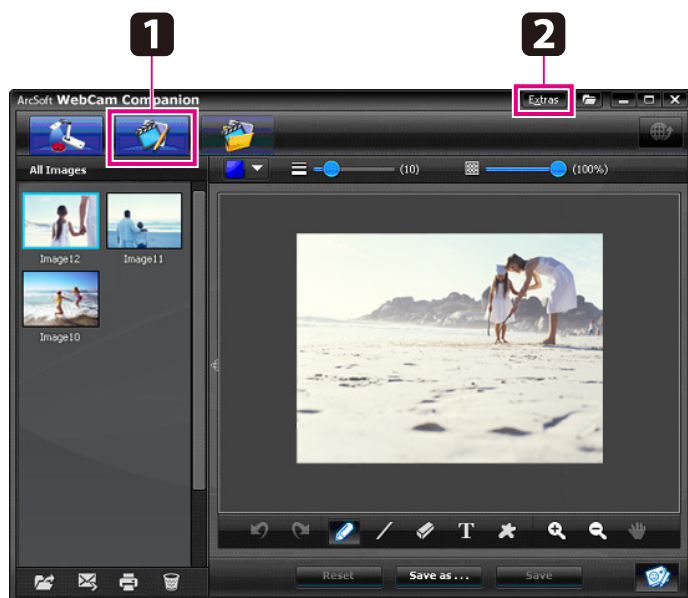 1
2
ArcSoft WebCam Companion
Extras
All Images
(10)
(100%)
Image12
Image11
Image10
T
Reset
Save as ...
Save